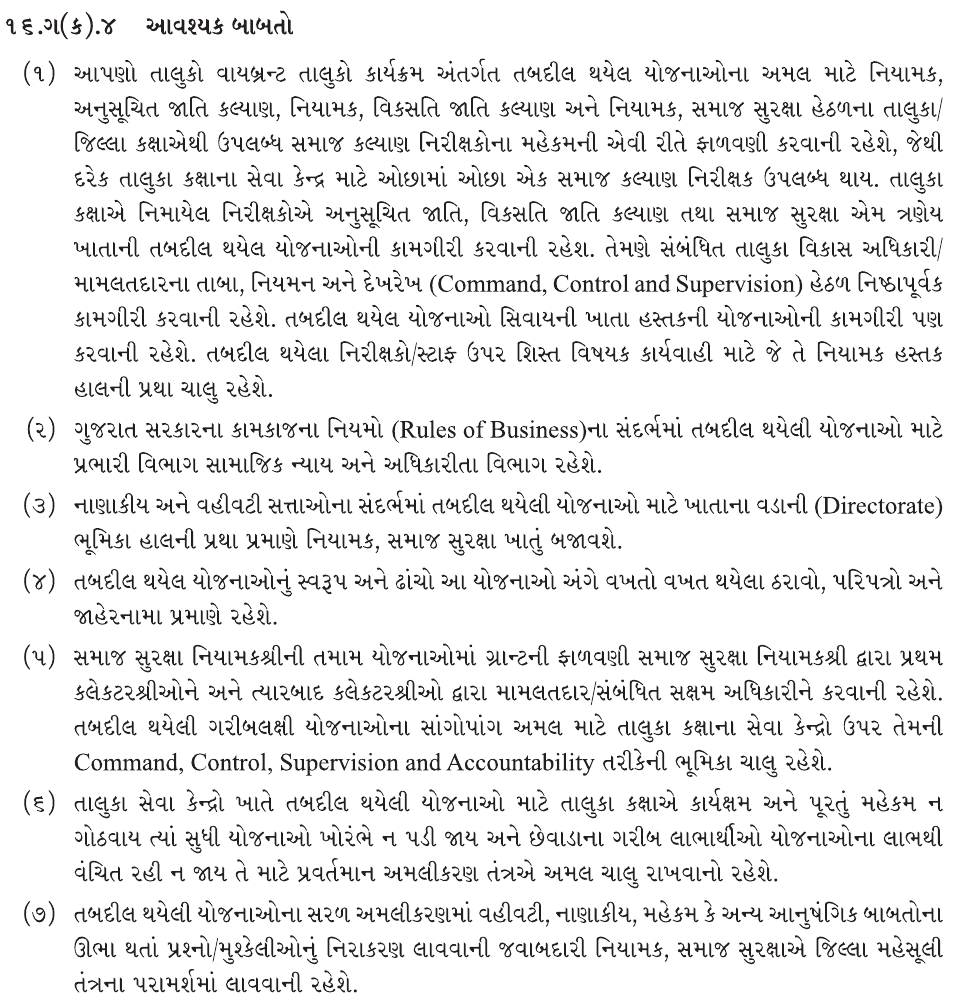 ૧૬.ગ(ક).૪ આવશ્યક બાબતો
(૧) આપણો તાલુકો વાયબ્રન્ટ તાલુકો કાર્યક્રમ અંતર્ગત તબદીલ થયેલ યોજનાઓના અમલ માટે નિયામક,
અનુસૂચિત જાતિ કલ્યાણ, નિયામક, વિકસતિ જાતિ કલ્યાણ અને નિયામક, સમાજ સુરક્ષા હેઠળના તાલુકા/
જિલ્લા કક્ષાએથી ઉપલબ્ધ સમાજ કલ્યાણ નિરીક્ષકોના મહેકમની એવી રીતે ફાળવણી કરવાની રહેશે, જેથી
દરેક તાલુકા કક્ષાના સેવા કેન્દ્ર માટે ઓછામાં ઓછા એક સમાજ કલ્યાણ નિરીક્ષક ઉપલબ્ધ થાય. તાલુકા
કક્ષાએ નિમાયેલ નિરીક્ષકોએ અનુસૂચિત જાતિ, વિકસતિ જાતિ કલ્યાણ તથા સમાજ સુરક્ષા એમ ત્રણેય
ખાતાની તબદીલ થયેલ યોજનાઓની કામગીરી કરવાની રહેશ. તેમણે સંબંધિત તાલુકા વિકાસ અધિકારી/
મામલતદારના તાબા, નિયમન અને દેખરેખ (Command, Control and Supervision) હેઠળ નિષ્ઠાપૂર્વક
કામગીરી કરવાની રહેશે. તબદીલ થયેલ યોજનાઓ સિવાયની ખાતા હસ્તકની યોજનાઓની કામગીરી પણ
કરવાની રહેશે. તબદીલ થયેલા નિરીક્ષકો/સ્ટાફ ઉપર શિસ્ત વિષયક કાર્યવાહી માટે જે તે નિયામક હસ્તક
હાલની પ્રથા ચાલુ રહેશે.
(૨) ગુજરાત સરકારના કામકાજના નિયમો (Rules of Business)ના સંદર્ભમાં તબદીલ થયેલી યોજનાઓ માટે
પ્રભારી વિભાગ સામાજિક ન્યાય અને અધિકારીતા વિભાગ રહેશે.
(૩) નાણાકીય અને વહીવટી સત્તાઓના સંદર્ભમાં તબદીલ થયેલી યોજનાઓ માટે ખાતાના વડાની (Directorate)
ભૂમિકા હાલની પ્રથા પ્રમાણે નિયામક, સમાજ સુરક્ષા ખાતું બજાવશે.
(૪) તબદીલ થયેલ યોજનાઓનું સ્વરૂપ અને ઢાંચો આ યોજનાઓ અંગે વખતો વખત થયેલા ઠરાવો, પરિપત્રો અને
જાહેરનામા પ્રમાણે રહેશે.
(૫) સમાજ સુરક્ષા નિયામકશ્રીની તમામ યોજનાઓમાં ગ્રાન્ટની ફાળવણી સમાજ સુરક્ષા નિયામકશ્રી દ્વારા પ્રથમ
કલેકટરશ્રીઓને અને ત્યારબાદ કલેકટરશ્રીઓ દ્વારા મામલતદાર/સંબંધિત સક્ષમ અધિકારીને કરવાની રહેશે.
તબદીલ થયેલી ગરીબલક્ષી યોજનાઓના સાંગોપાંગ અમલ માટે તાલુકા કક્ષાના સેવા કેન્દ્રો ઉપર તેમની
Command, Control, Supervision and Accountability તરીકેની ભૂમિકા ચાલુ રહેશે.
(૬) તાલુકા સેવા કેન્દ્રો ખાતે તબદીલ થયેલી યોજનાઓ માટે તાલુકા કક્ષાએ કાર્યક્ષમ અને પૂરતું મહેકમ ન
ગોઠવાય ત્યાં સુધી યોજનાઓ ખોરંભે ન પડી જાય અને છેવાડાના ગરીબ લાભાર્થીઓ યોજનાઓના લાભથી
વંચિત રહી ન જાય તે માટે પ્રવર્તમાન અમલીકરણ તંત્રએ અમલ ચાલુ રાખવાનો રહેશે.
(૭) તબદીલ થયેલી યોજનાઓના સરળ અમલીકરણમાં વહીવટી, નાણાકીય, મહેકમ કે અન્ય આનુષંગિક બાબતોના
ઊભા થતાં પ્રશ્નો/મુશ્કેલીઓનું નિરાકરણ લાવવાની જવાબદારી નિયામક, સમાજ સુરક્ષાએ જિલ્લા મહેસૂલી
તંત્રના પરામર્શમાં લાવવાની રહેશે.